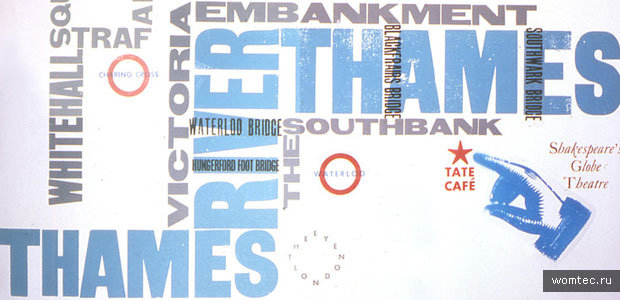 WHITEHALL
SQU
TRAF
A
CHARING CROSS
VICTORIA
EMBANKMENT
RIVER
THAMES
BLACKFRIARS BRIDGE
SOUTHWARK BRIDGE
WATERLOO BRIDGE
HUNGERFORD FOOT BRIDGE
THE
SOUTHBANK
WATERLOO
TATE
CAFÉ
Shakespeare's
Globe
Theatre
THE LONDON EYE
THAMES
womtec.ru